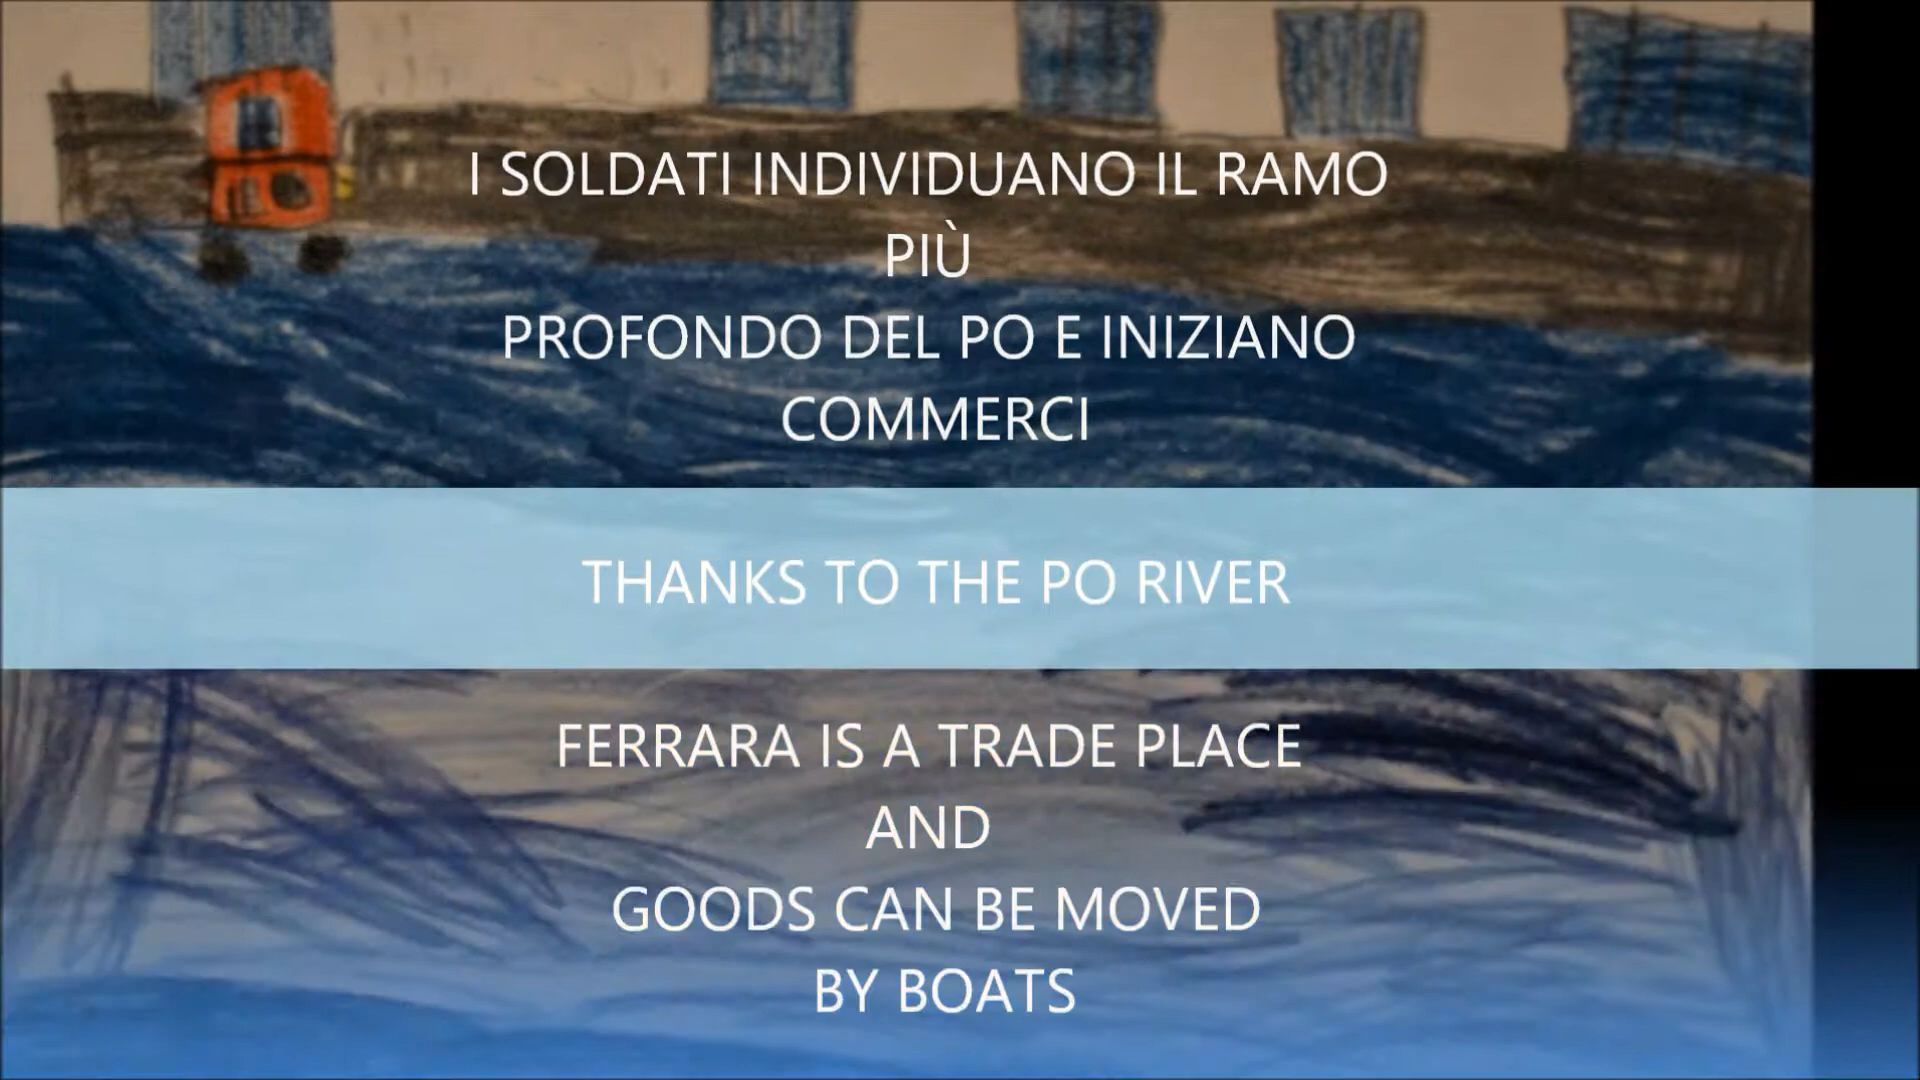 I SOLDATI INDIVIDUANO IL RAMO
PIÙ
PROFONDO DEL PO E INIZIANO
COMMERCI
THANKS TO THE PO RIVER
FERRARA IS A TRADE PLACE
AND
GOODS CAN BE MOVED
BY BOATS